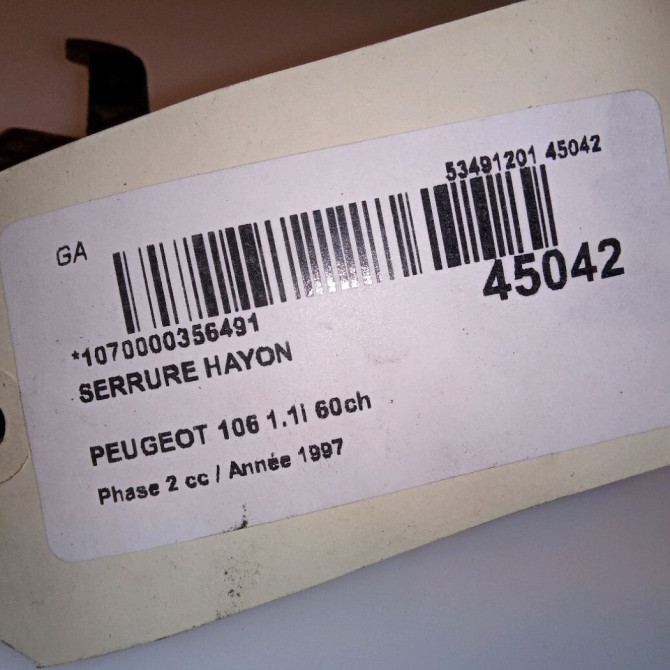 53491201 45042
GA
45042
*1070000356491
SERRURE HAYON
PEUGEOT 106 1.1i 60ch
Phase 2 cc / Année 1997